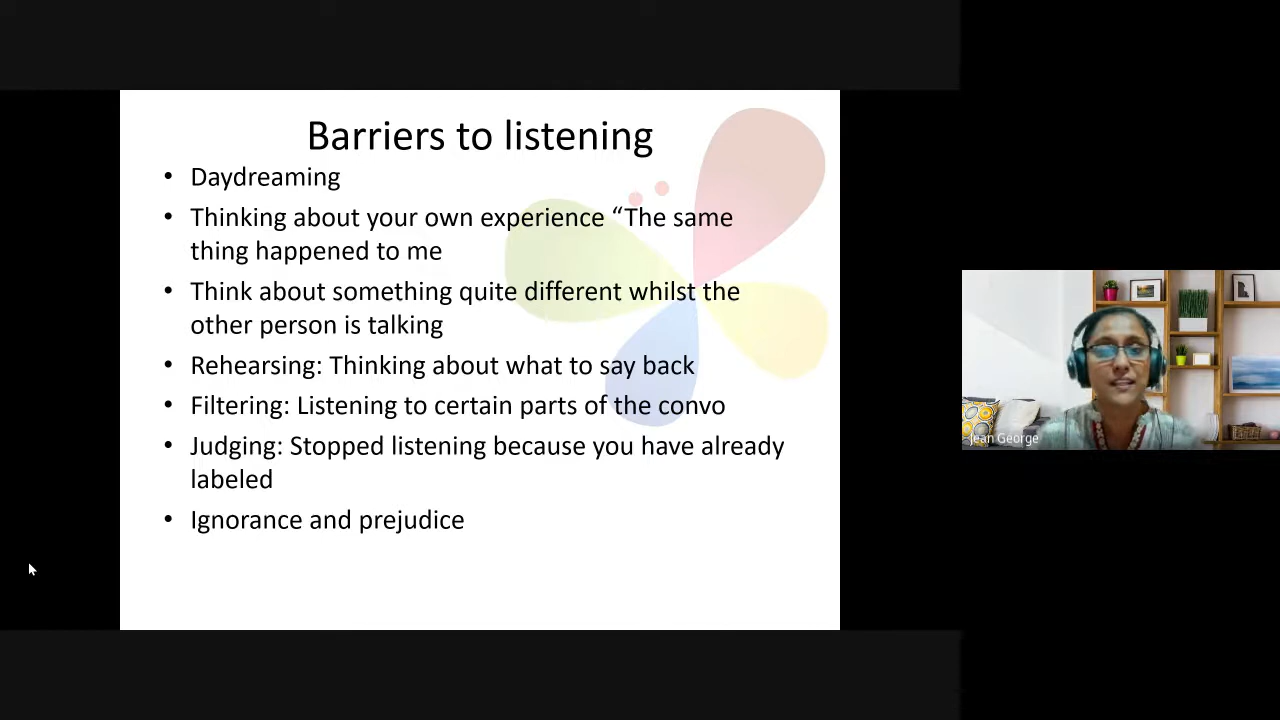 Barriers to listening
• Daydreaming
• Thinking about your own experience “The same
thing happened to me
• Think about something quite different whilst the
other person is talking
• Rehearsing: Thinking about what to say back
• Filtering: Listening to certain parts of the convo
• Judging: Stopped listening because you have already
labeled
• Ignorance and prejudice
Jean George